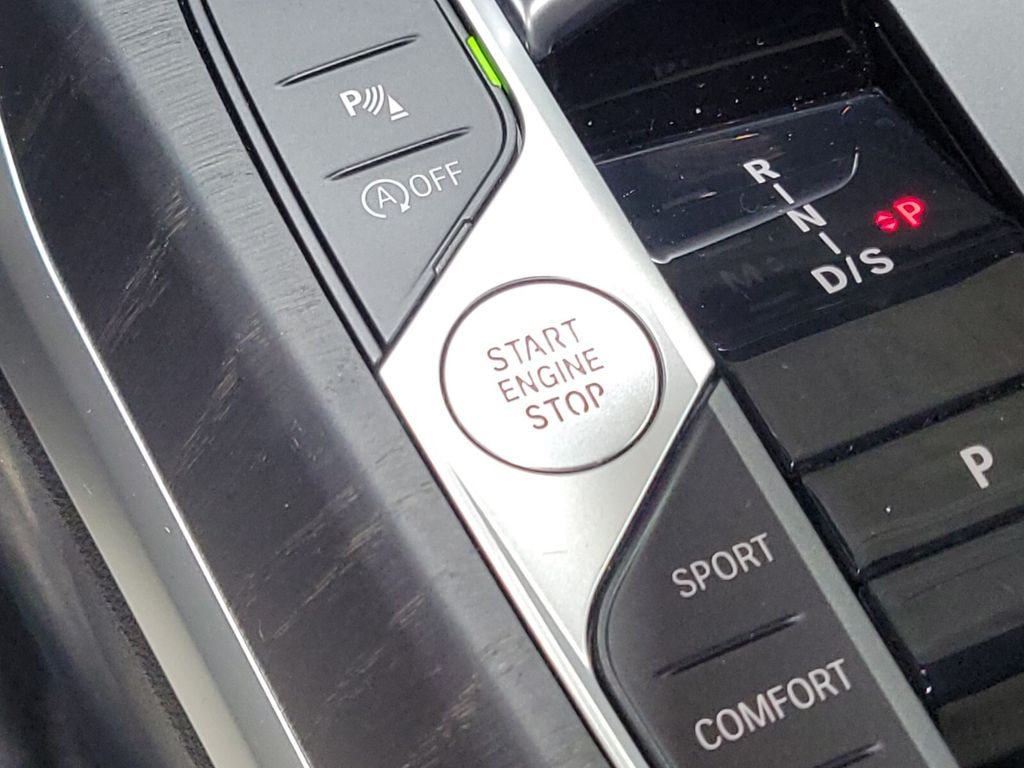 P
A OFF
R
N
D/S
P
START
ENGINE
STOP
P
SPORT
COMFORT